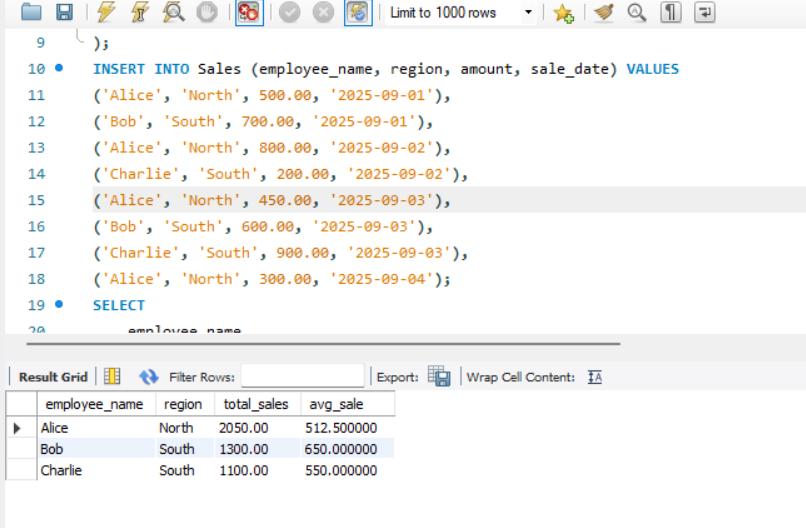 Limit to 1000 rows
9 );
10 INSERT INTO Sales (employee_name, region, amount, sale_date) VALUES
11 ('Alice', 'North', 500.00, '2025-09-01'),
12 ('Bob', 'South', 700.00, '2025-09-01'),
13 ('Alice', 'North', 800.00, '2025-09-02'),
14 ('Charlie', 'South', 200.00, '2025-09-02'),
15 ('Alice', 'North', 450.00, '2025-09-03'),
16 ('Bob', 'South', 600.00, '2025-09-03'),
17 ('Charlie', 'South', 900.00, '2025-09-03'),
18 ('Alice', 'North', 300.00, '2025-09-04');
19 SELECT
20 employee_name
Result Grid Filter Rows: Export: Wrap Cell Content: IA
employee_name region total_sales avg_sale
Alice North 2050.00 512.500000
Bob South 1300.00 650.000000
Charlie South 1100.00 550.000000